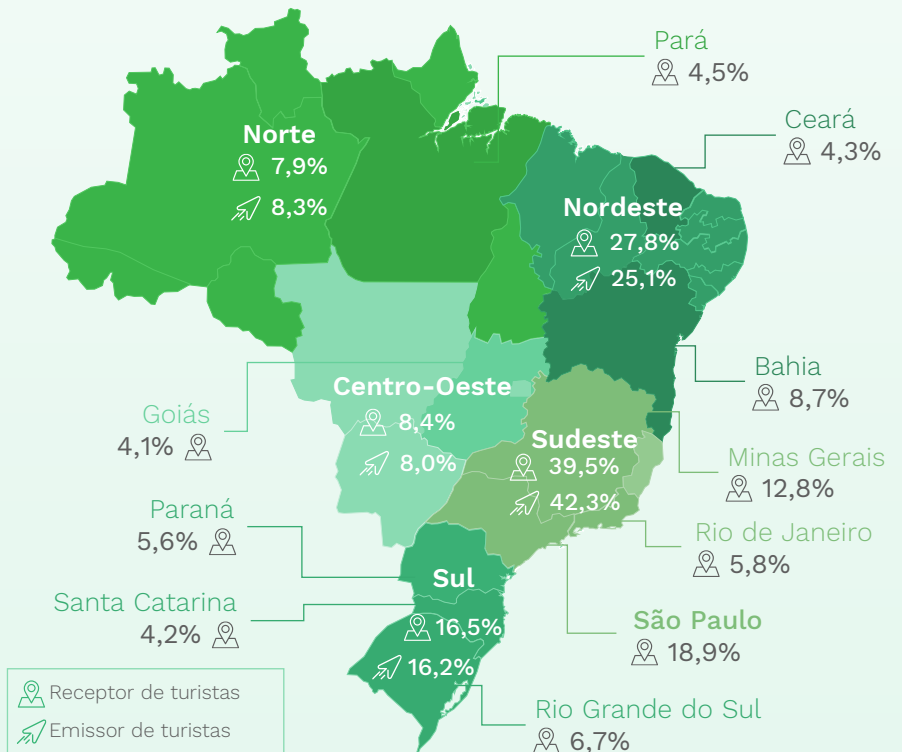 Pará
4,5%
Ceará
4,3%
Norte
7,9%
8,3%
Nordeste
27,8%
25,1%
Bahia
8,7%
Centro-Oeste
8,4%
8,0%
Goiás
4,1%
Sudeste
39,5%
42,3%
Minas Gerais
12,8%
Rio de Janeiro
5,8%
Paraná
5,6%
Sul
16,5%
16,2%
Santa Catarina
4,2%
São Paulo
18,9%
Rio Grande do Sul
6,7%
Receptor de turistas
Emissor de turistas